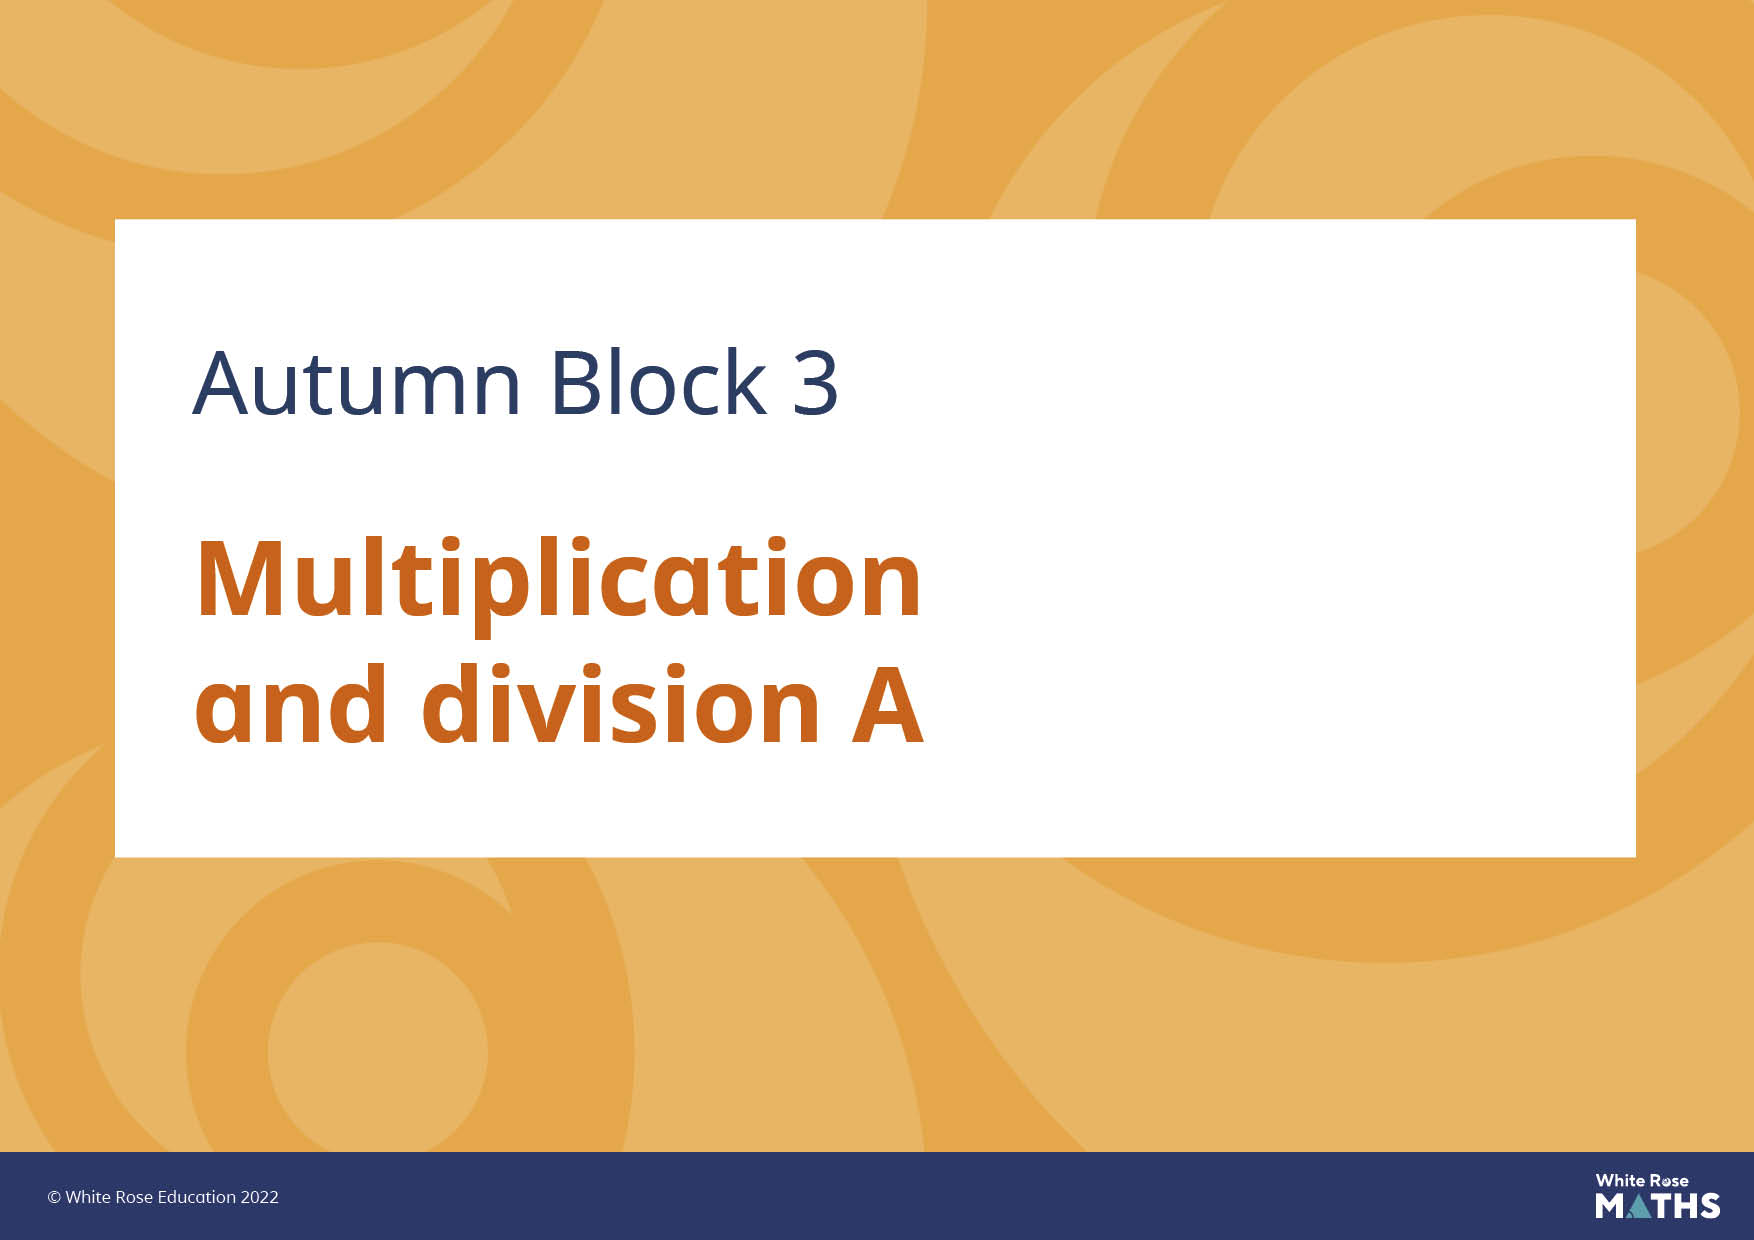 Autumn Block 3
Multiplication
and division A
© White Rose Education 2022
White Rose
MATHS